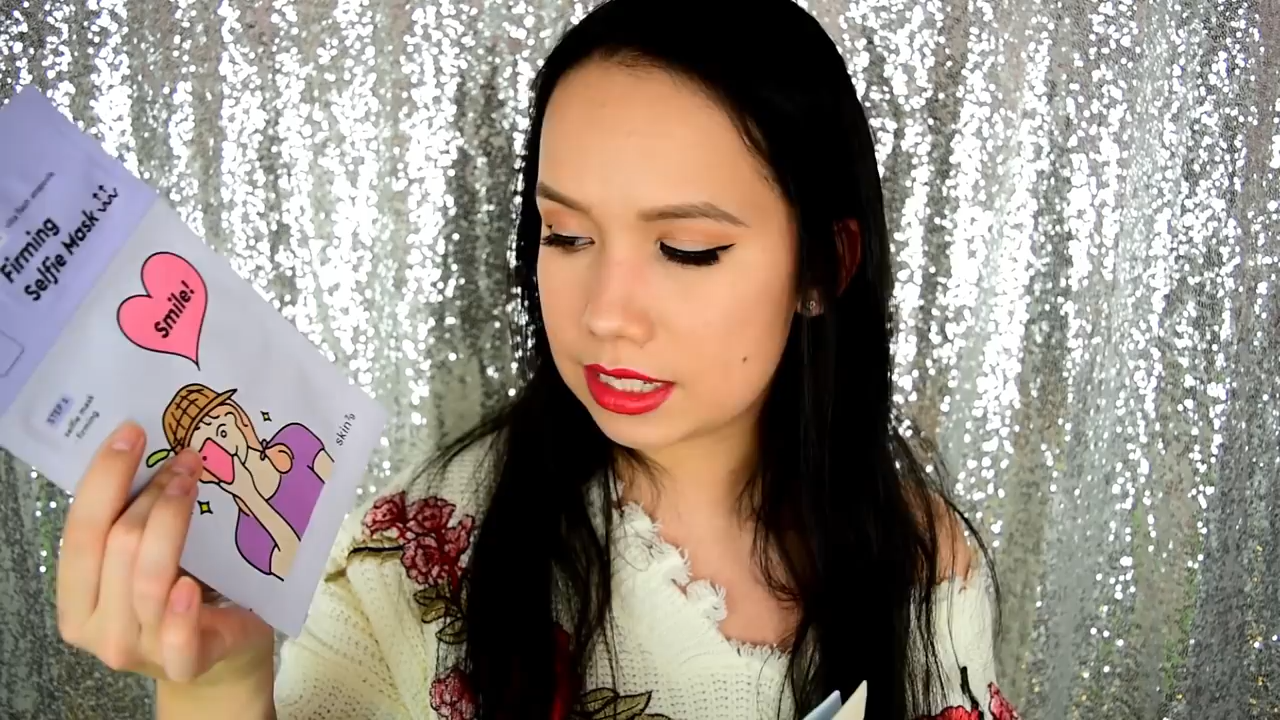 Firming
Selfie Mask
Smile!
STEP 2.
selfie mask
firming
skin79